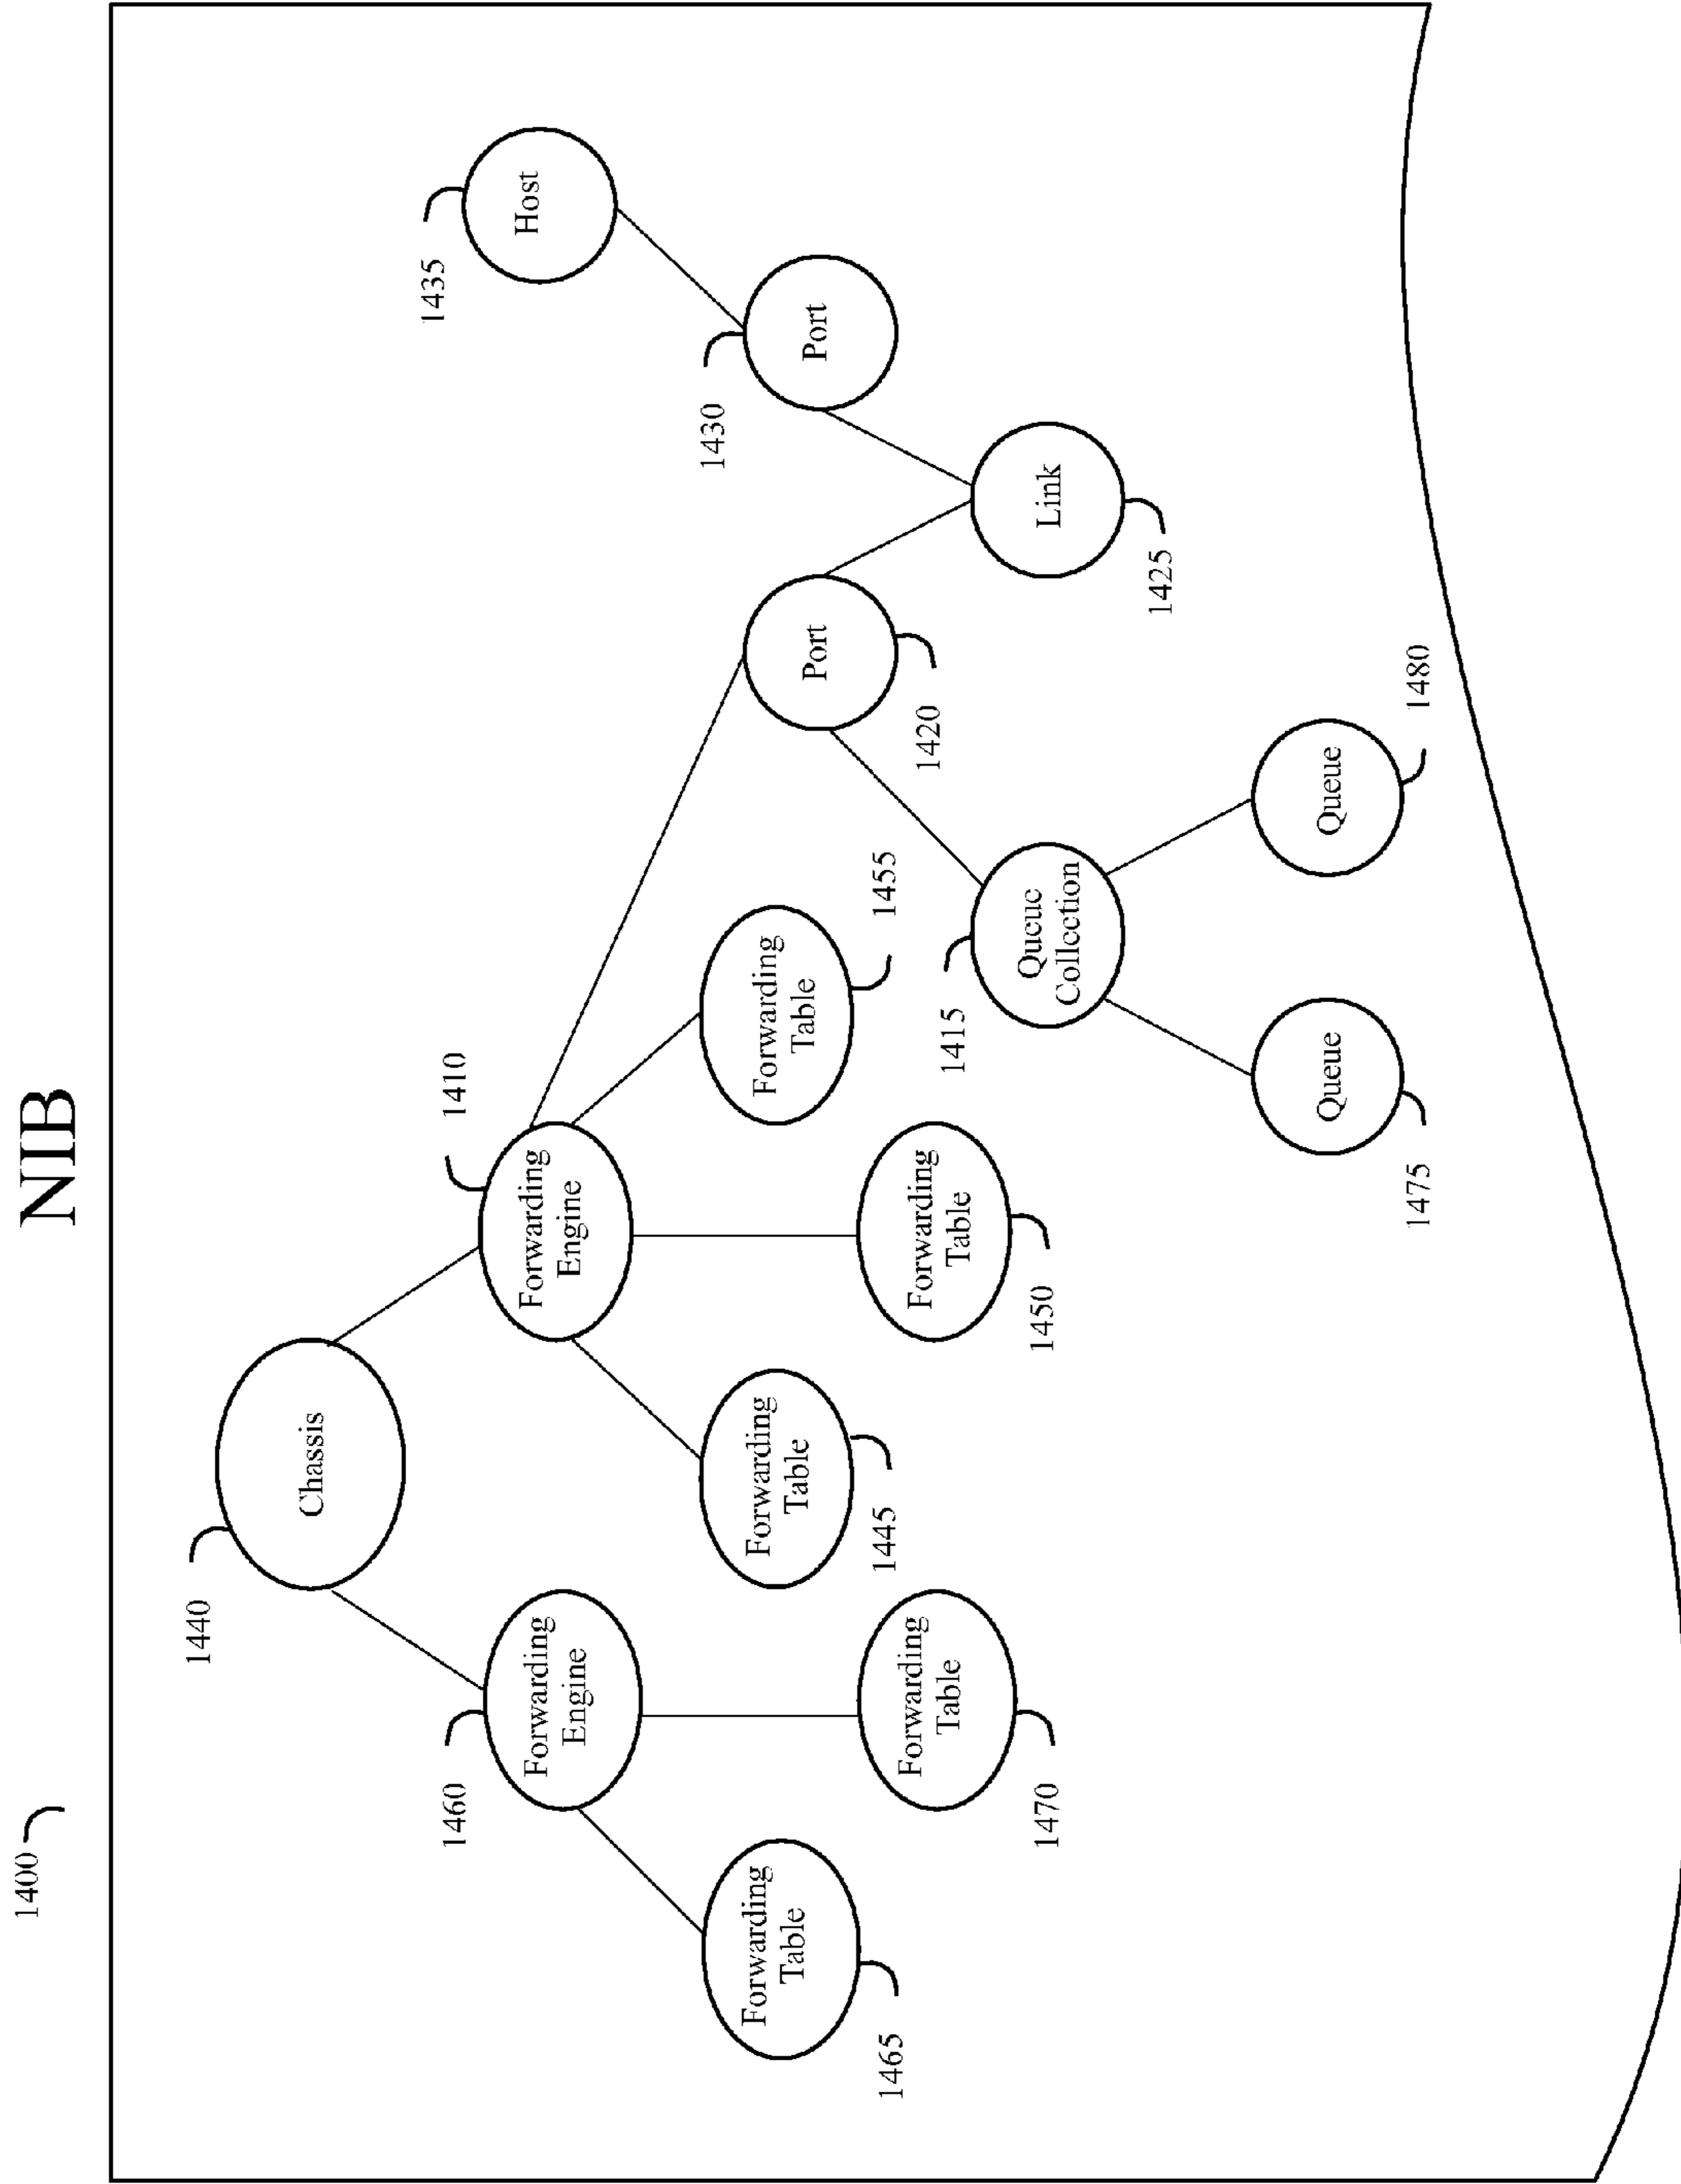 1400
NIB
1440
Chassis
1435
Host
1460
Forwarding
Engine
1410
Forwarding
Engine
1430
Port
Port
1420
1465
Forwarding
Table
1445
Forwarding
Table
Forwarding
Table
1455
1470
Forwarding
Table
1450
Forwarding
Table
1415
Queue
Collection
Link
1425
1475
Queue
Queue
1480